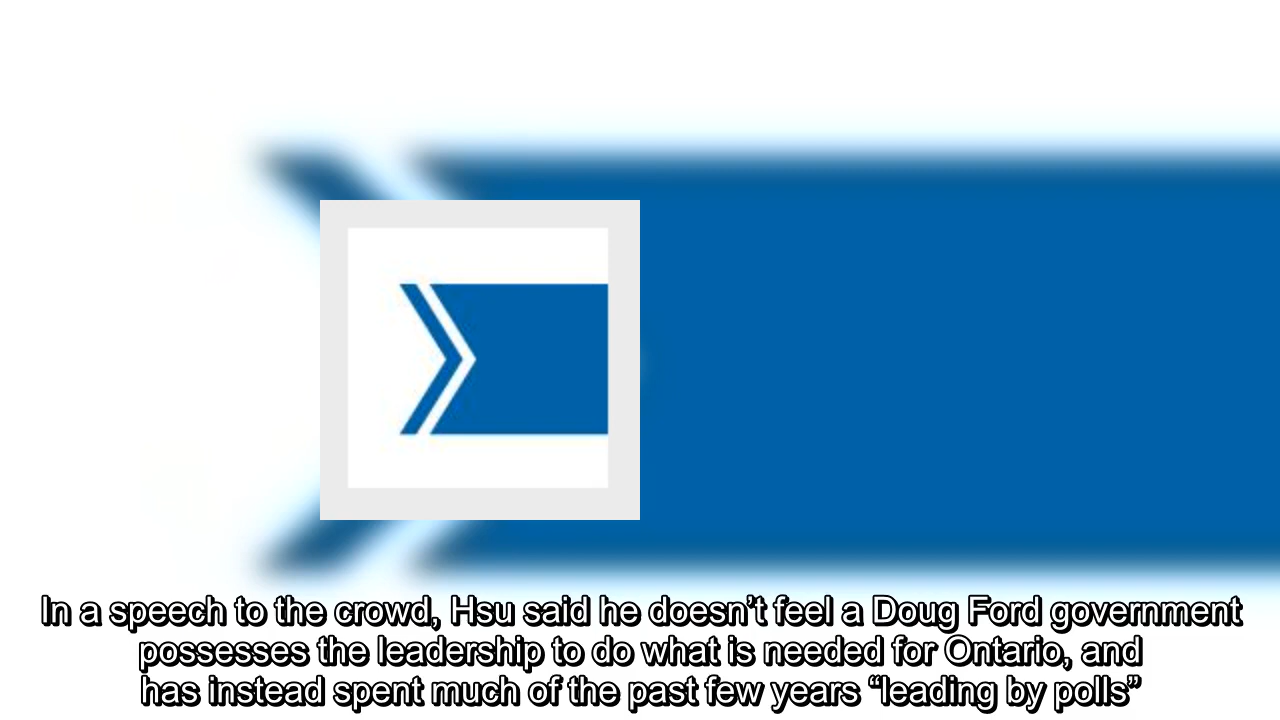 In a speech to the crowd, Hsu said he doesn’t feel a Doug Ford government
possesses the leadership to do what is needed for Ontario, and
has instead spent much of the past few years “leading by polls”